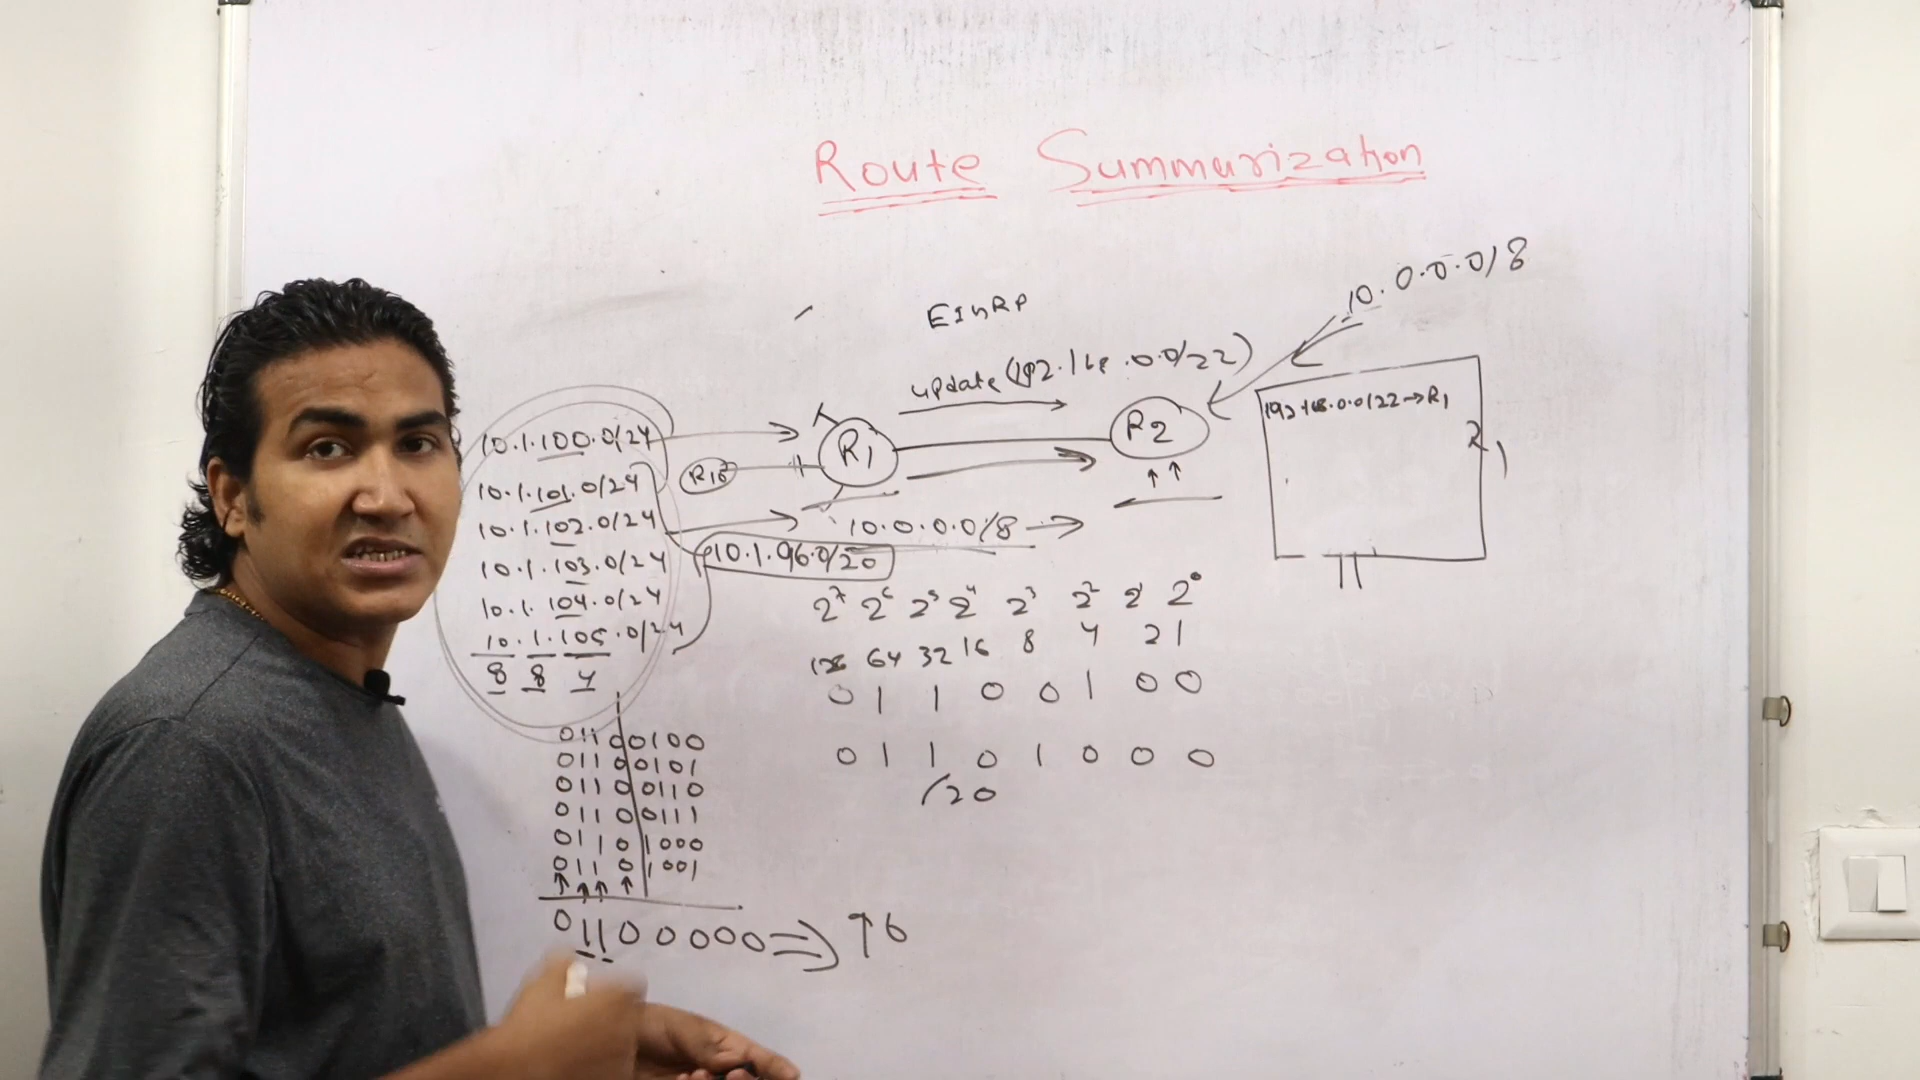 Route Summarization
EIGRP
10.0.0.0/8
update (192.168.0.0/22)
192.168.0.0/22→R1
R1
R2
10.1.100.0/24
10.1.101.0/24
10.1.102.0/24
10.1.103.0/24
10.1.104.0/24
10.1.105.0/24
8 8 4
10.0.0.0/8
10.1.96.0/20
2⁷ 2⁶ 2⁵ 2⁴ 2³ 2² 2¹ 2⁰
128 64 32 16 8 4 2 1
0 1 1 0 0 1 0 0
0 1 1 0 1 0 0 0
/20
01100100
01100101
01100110
01100111
01101000
01101001
01100000 ⇒ 96